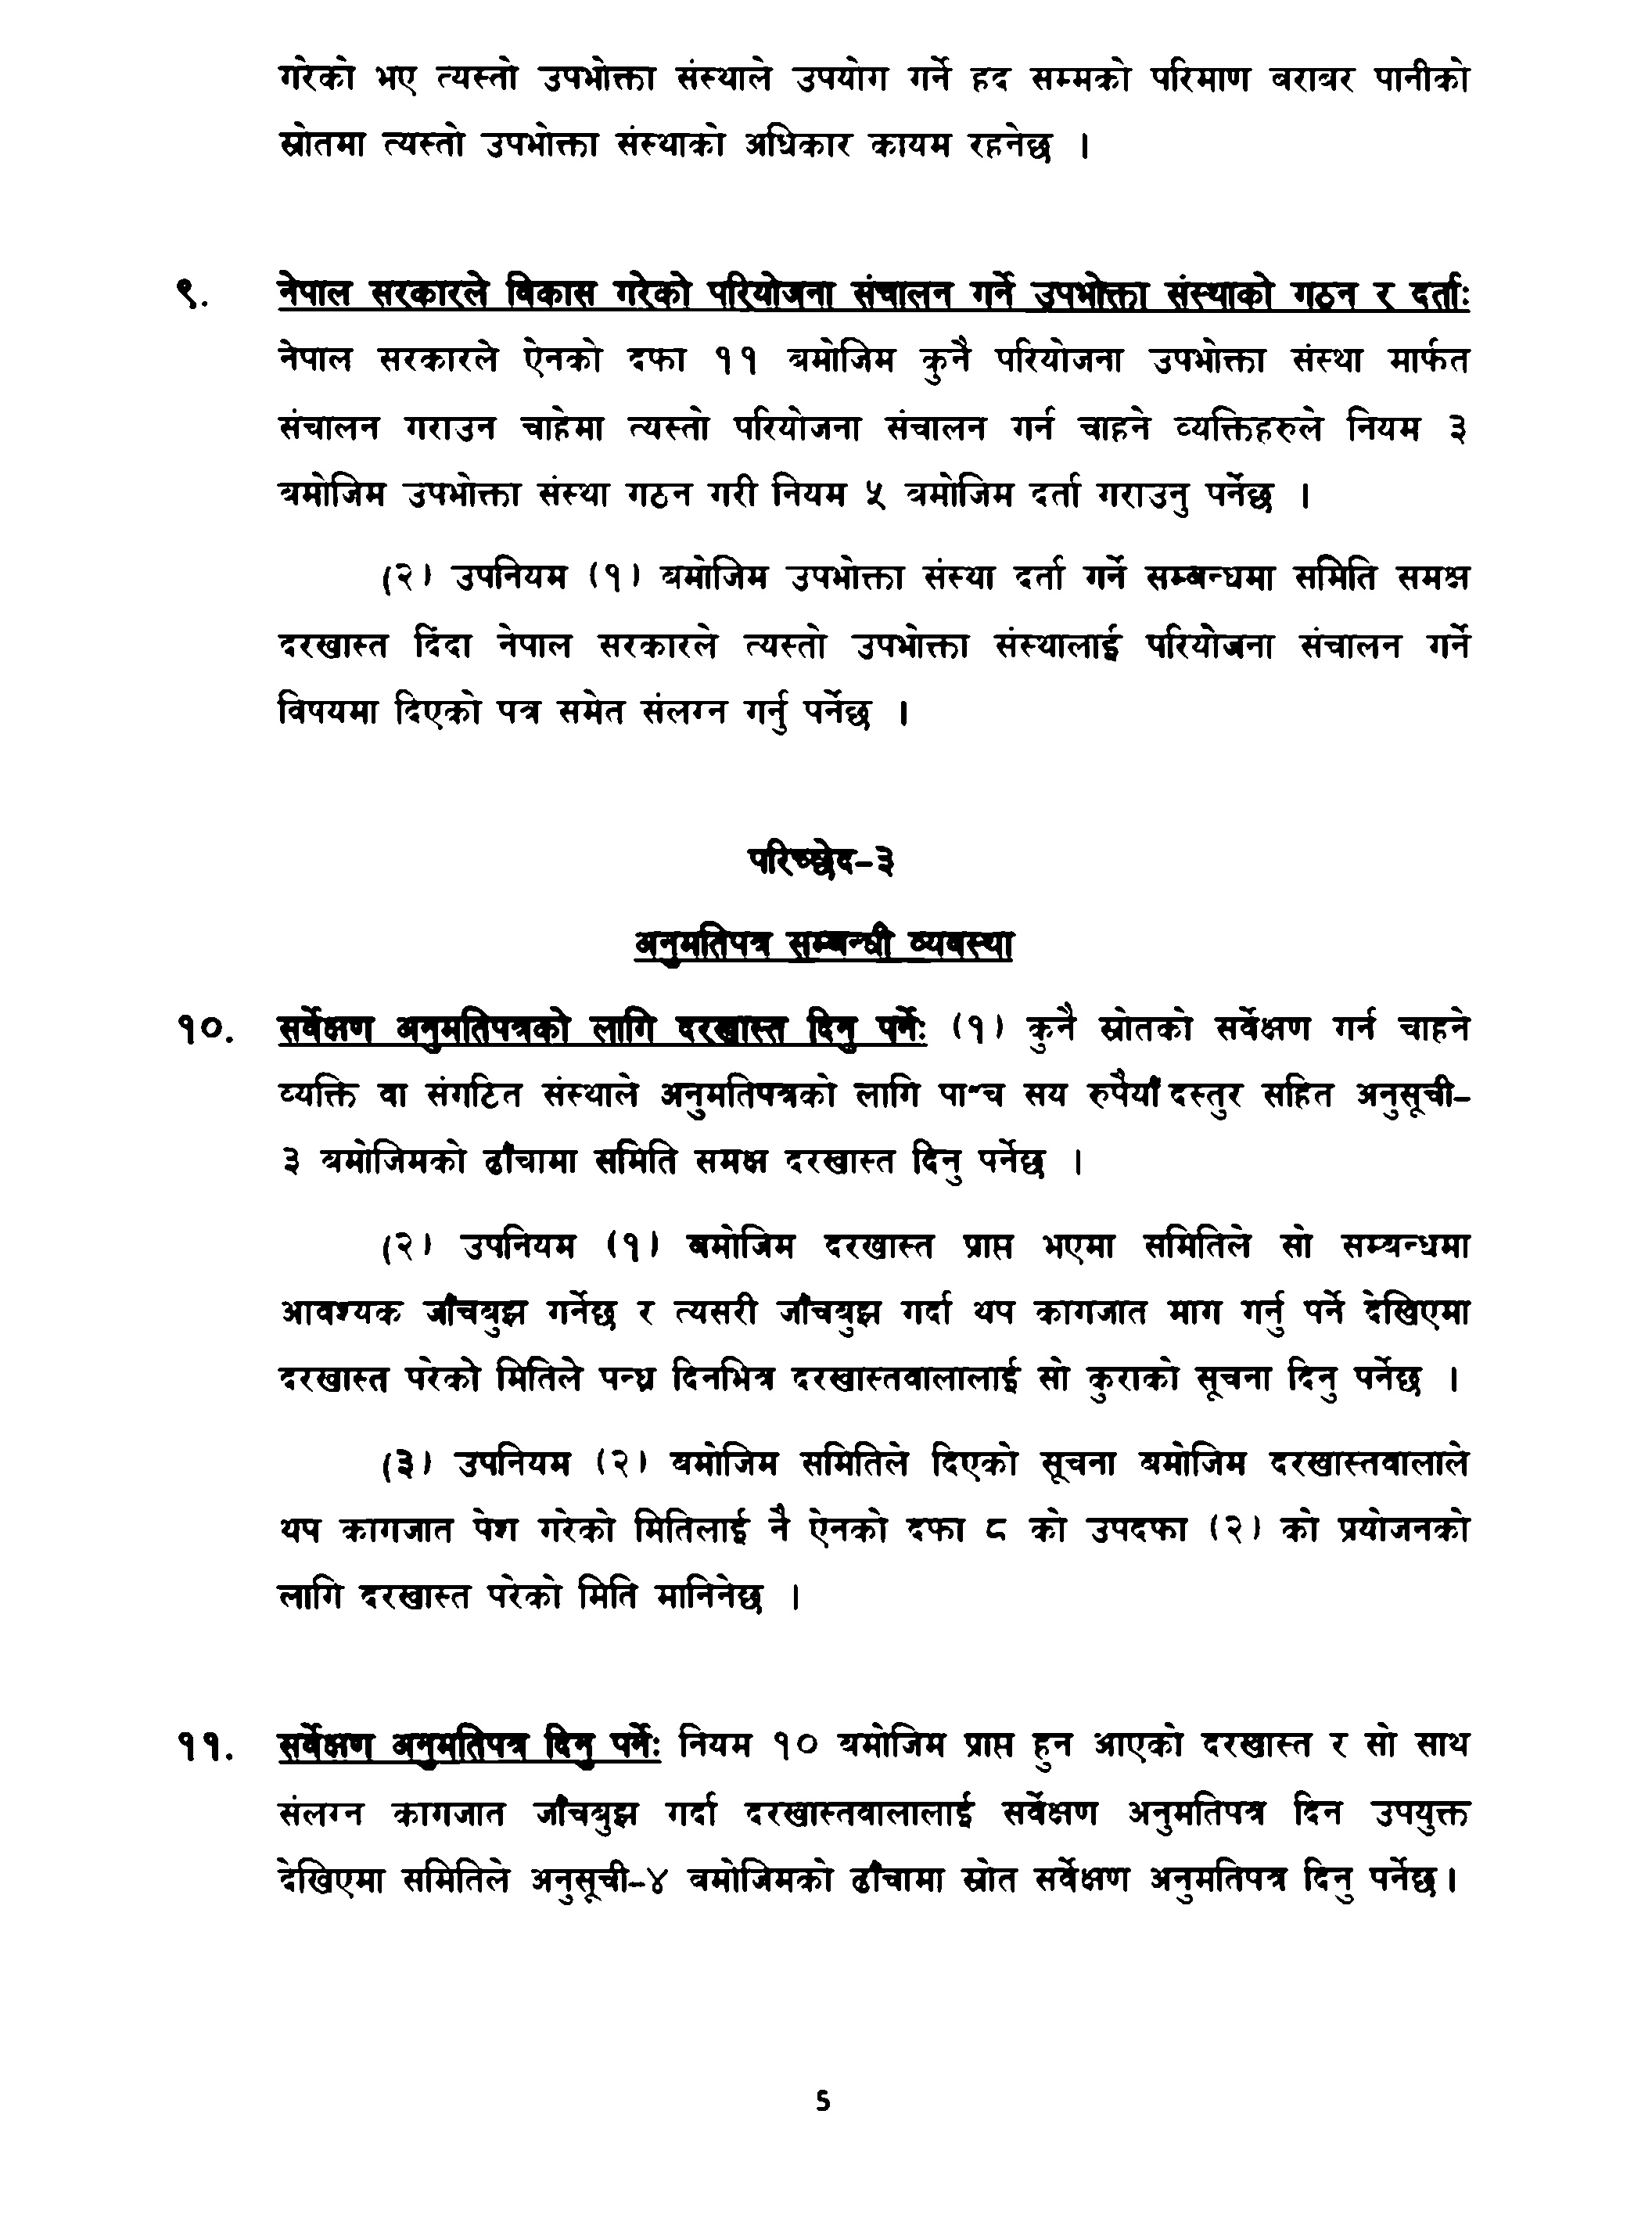 गरेको भए त्यस्तो उपभोक्ता संस्थाले उपयोग गर्ने हद सम्मको परिमाण बराबर पानीको
स्रोतमा त्यस्तो उपभोक्ता संस्थाको अधिकार कायम रहनेछ ।
९. नेपाल सरकारले विकास गरेको परियोजना संचालन गर्ने उपभोक्ता संस्थाको गठन र दर्ताः
नेपाल सरकारले ऐनको दफा ११ बमोजिम कुनै परियोजना उपभोक्ता संस्था मार्फत
संचालन गराउन चाहेमा त्यस्तो परियोजना संचालन गर्न चाहने व्यक्तिहरुले नियम ३
बमोजिम उपभोक्ता संस्था गठन गरी नियम ५ बमोजिम दर्ता गराउनु पर्नेछ ।
(२) उपनियम (१) बमोजिम उपभोक्ता संस्था दर्ता गर्ने सम्बन्धमा समिति समक्ष
दरखास्त दिंदा नेपाल सरकारले त्यस्तो उपभोक्ता संस्थालाई परियोजना संचालन गर्ने
विषयमा दिएको पत्र समेत संलग्न गर्नु पर्नेछ ।
परिच्छेद–३
अनुमतिपत्र सम्बन्धी व्यवस्था
१०. सर्वेक्षण अनुमतिपत्रको लागि दरखास्त दिनु पर्नेः (१) कुनै स्रोतको सर्वेक्षण गर्न चाहने
व्यक्ति वा संगटित संस्थाले अनुमतिपत्रको लागि पा“च सय रुपैयाँ दस्तुर सहित अनुसूची–
३ बमोजिमको ढाँचामा समिति समक्ष दरखास्त दिनु पर्नेछ ।
(२) उपनियम (१) बमोजिम दरखास्त प्राप्त भएमा समितिले सो सम्बन्धमा
आवश्यक जाँचबुझ गर्नेछ र त्यसरी जाँचबुझ गर्दा थप कागजात माग गर्नु पर्ने देखिएमा
दरखास्त परेको मितिले पन्ध्र दिनभित्र दरखास्तवालालाई सो कुराको सूचना दिनु पर्नेछ ।
(३) उपनियम (२) बमोजिम समितिले दिएको सूचना बमोजिम दरखास्तवालाले
थप कागजात पेश गरेको मितिलाई नै ऐनको दफा ८ को उपदफा (२) को प्रयोजनको
लागि दरखास्त परेको मिति मानिनेछ ।
११. सर्वेक्षण अनुमतिपत्र दिनु पर्नेः नियम १० बमोजिम प्राप्त हुन आएको दरखास्त र सो साथ
संलग्न कागजात जाँचबुझ गर्दा दरखास्तवालालाई सर्वेक्षण अनुमतिपत्र दिन उपयुक्त
देखिएमा समितिले अनुसूची–४ बमोजिमको ढाँचामा स्रोत सर्वेक्षण अनुमतिपत्र दिनु पर्नेछ।
5